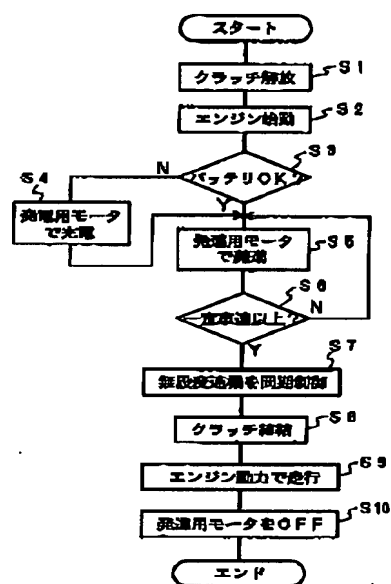 スタート
クラッチ解放
S1
エンジン始動
S2
バッテリOK
S3
N
Y
S4
発電用モータ
で充電
発進用モータ
で発進
S5
一定車速以上
S6
N
Y
無段変速機を同期制御
S7
クラッチ締結
S8
エンジン動力で走行
S9
発進用モータをOFF
S10
エンド